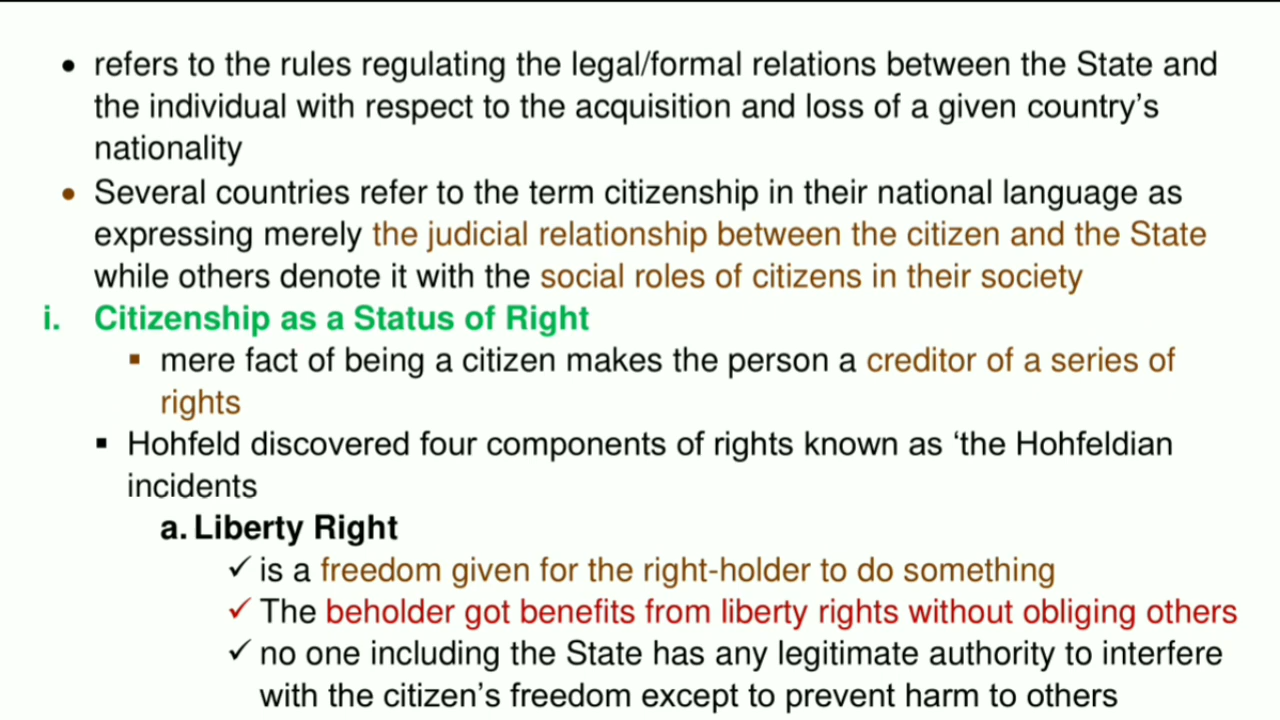 • refers to the rules regulating the legal/formal relations between the State and
the individual with respect to the acquisition and loss of a given country’s
nationality
• Several countries refer to the term citizenship in their national language as
expressing merely the judicial relationship between the citizen and the State
while others denote it with the social roles of citizens in their society
i. Citizenship as a Status of Right
▪ mere fact of being a citizen makes the person a creditor of a series of
rights
▪ Hohfeld discovered four components of rights known as ‘the Hohfeldian
incidents
a. Liberty Right
✓ is a freedom given for the right-holder to do something
✓ The beholder got benefits from liberty rights without obliging others
✓ no one including the State has any legitimate authority to interfere
with the citizen’s freedom except to prevent harm to others